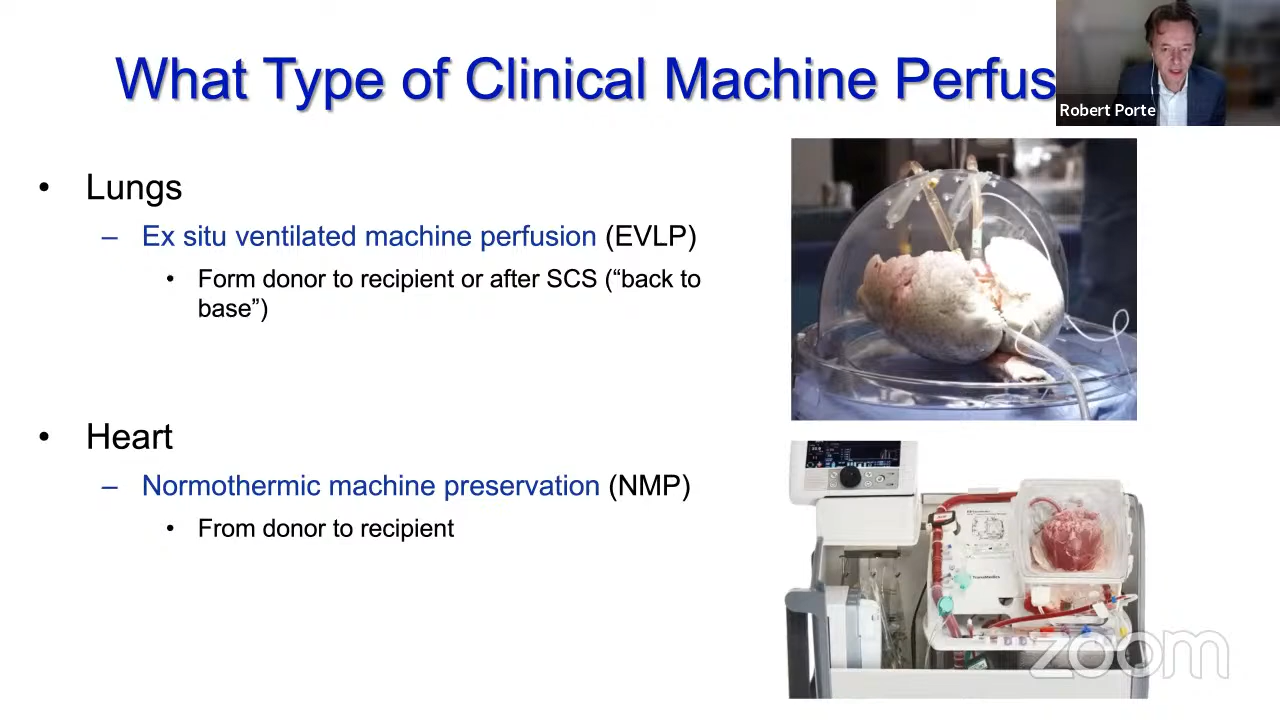 What Type of Clinical Machine Perfus
Robert Porte
• Lungs
– Ex situ ventilated machine perfusion (EVLP)
• Form donor to recipient or after SCS (“back to
base”)
• Heart
– Normothermic machine preservation (NMP)
• From donor to recipient
TransMedics
zoom